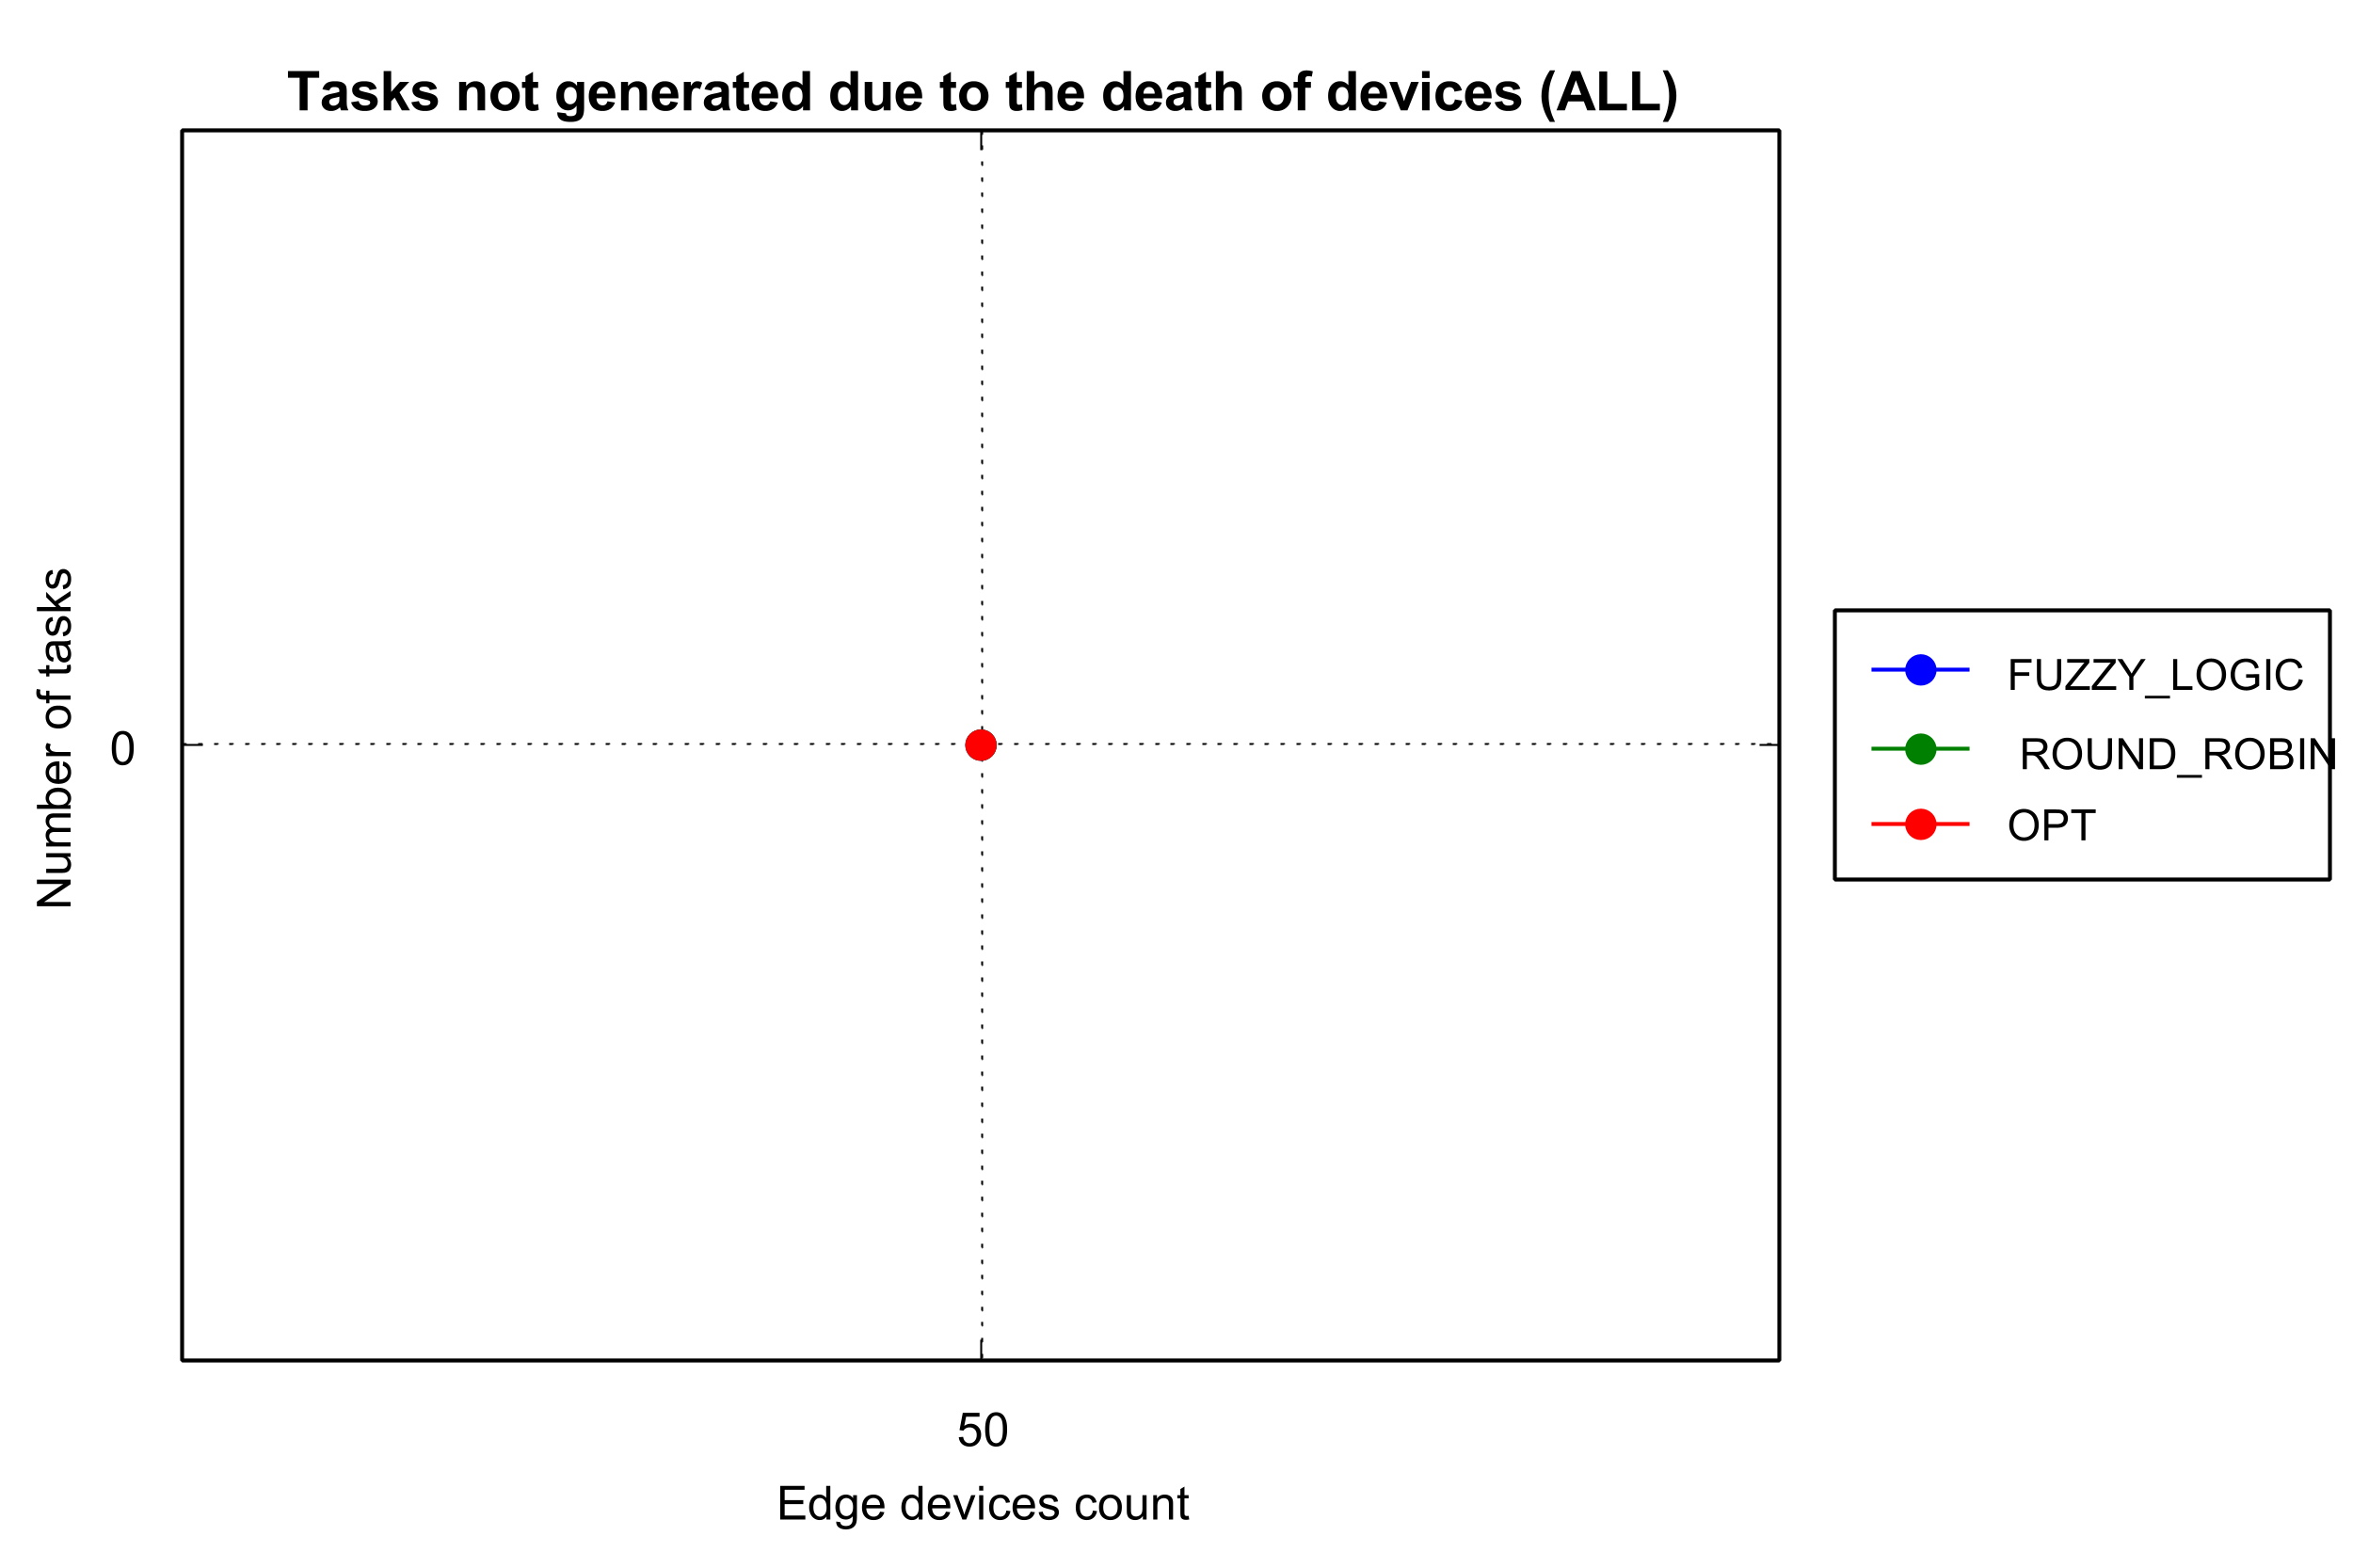 Tasks not generated due to the death of devices (ALL)
Number of tasks
0
50
Edge devices count
FUZZY_LOGIC
ROUND_ROBIN
OPT